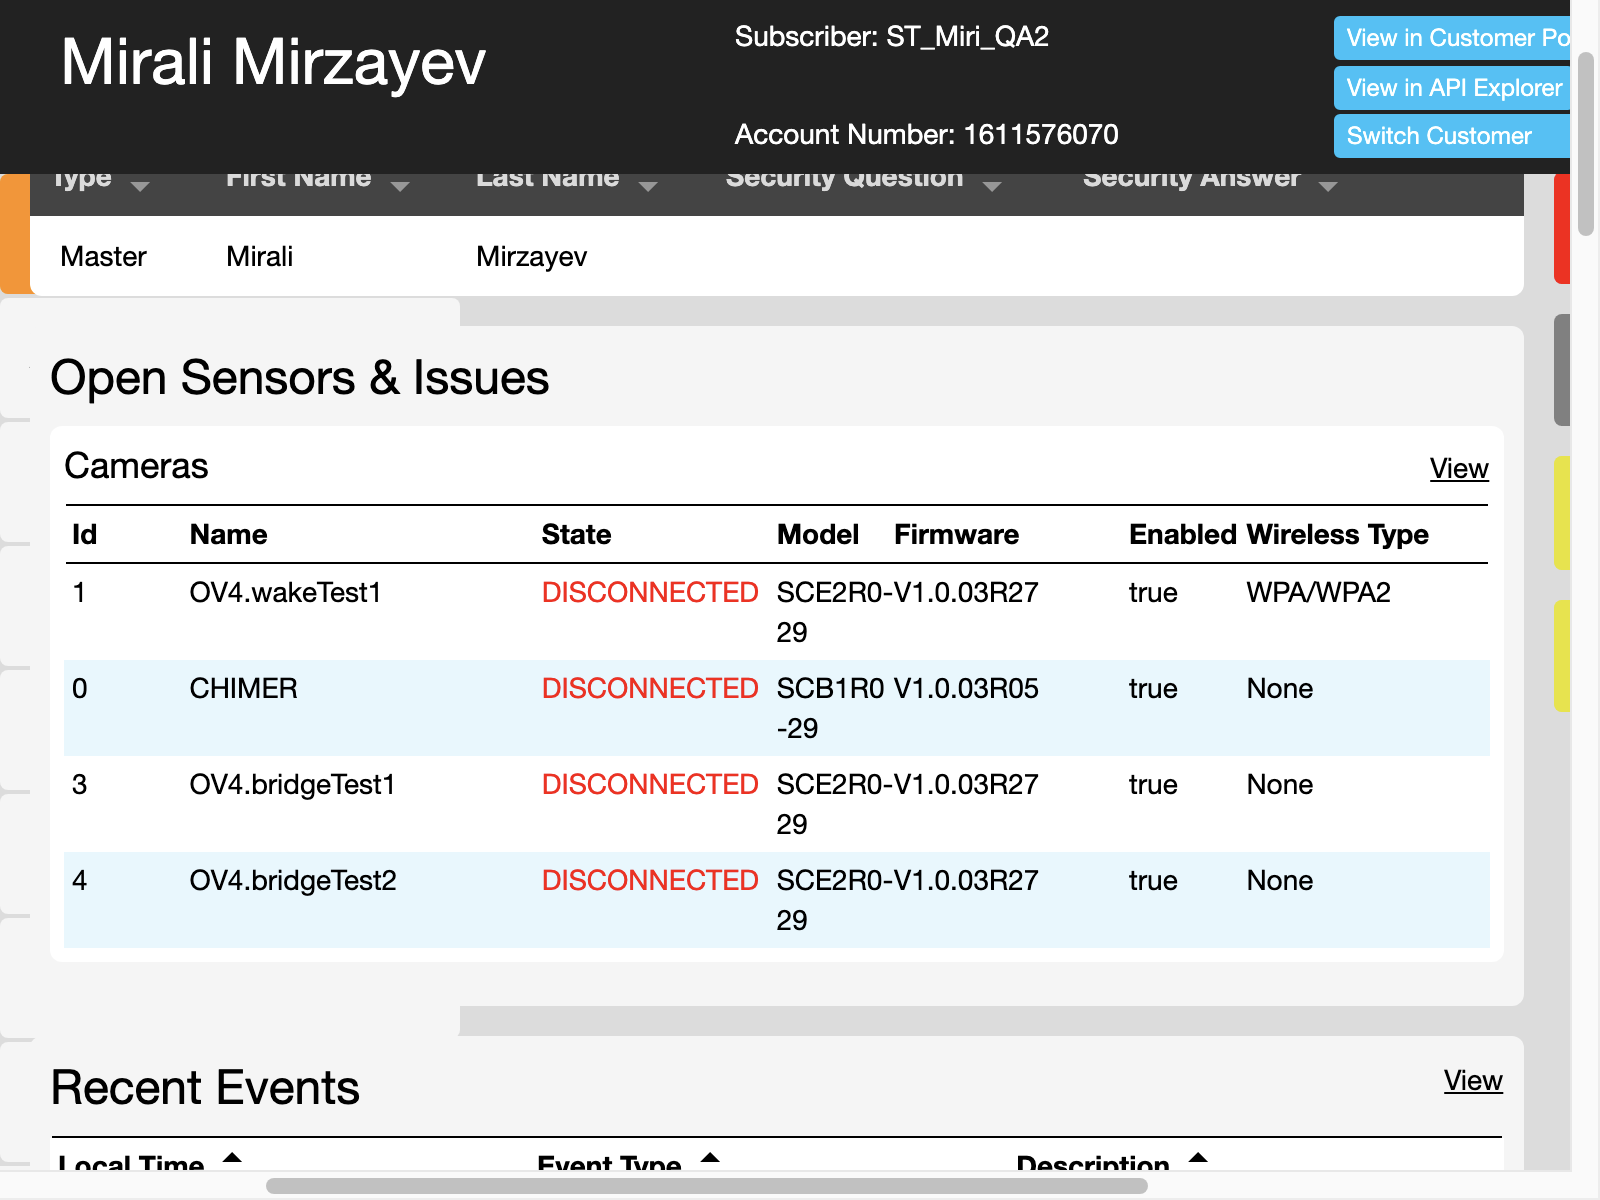 Mirali Mirzayev
Subscriber: ST_Miri_QA2
Account Number: 1611576070
View in Customer Po
View in API Explorer
Switch Customer
Type First Name Last Name Security Question Security Answer
Master Mirali Mirzayev
Open Sensors & Issues
Cameras View
Id Name State Model Firmware Enabled Wireless Type
1 OV4.wakeTest1 DISCONNECTED SCE2R0- V1.0.03R27 true WPA/WPA2
29
0 CHIMER DISCONNECTED SCB1R0 V1.0.03R05 true None
-29
3 OV4.bridgeTest1 DISCONNECTED SCE2R0- V1.0.03R27 true None
29
4 OV4.bridgeTest2 DISCONNECTED SCE2R0- V1.0.03R27 true None
29
Recent Events View
Local Time Event Type Description